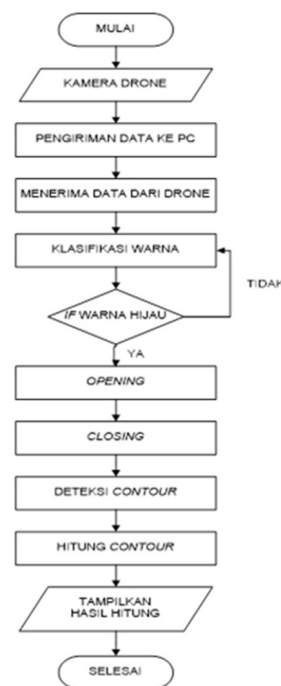 MULAI
KAMERA DRONE
PENGIRIMAN DATA KE PC
MENERIMA DATA DARI DRONE
KLASIFIKASI WARNA
TIDAK
IF WARNA HIJAU
YA
OPENING
CLOSING
DETEKSI CONTOUR
HITUNG CONTOUR
TAMPILKAN
HASIL HITUNG
SELESAI